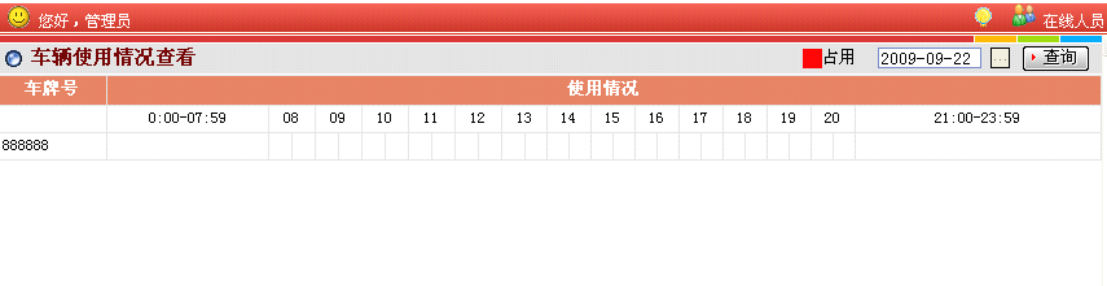 您好，管理员 在线人员
车辆使用情况查看 占用 2009-09-22 ... 查询
车牌号 使用情况
0:00-07:59 08 09 10 11 12 13 14 15 16 17 18 19 20 21:00-23:59
888888